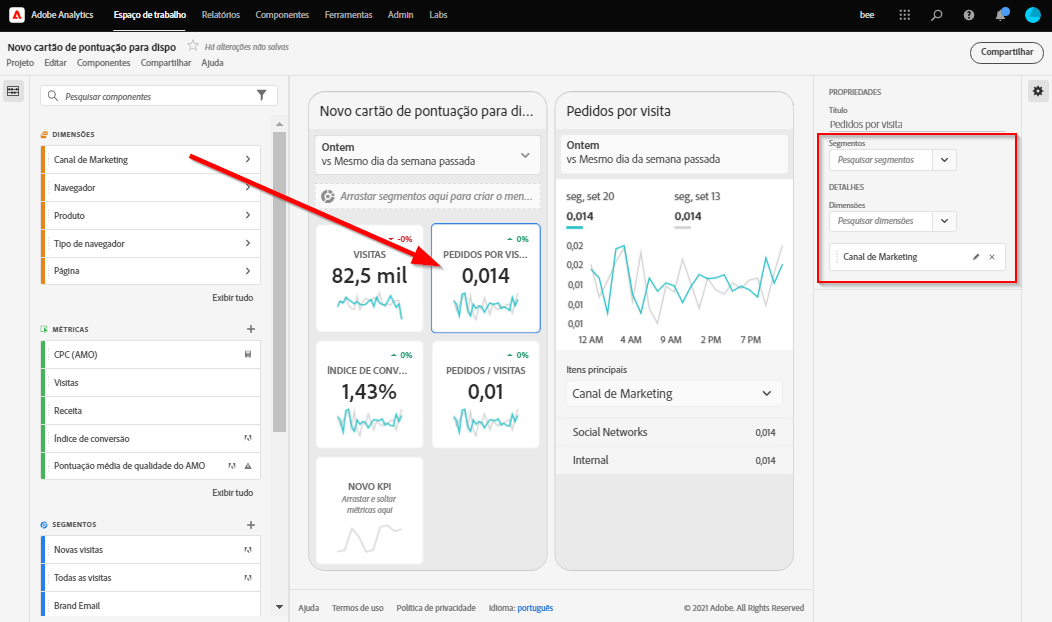 Adobe Analytics
Espaço de trabalho
Relatórios
Componentes
Ferramentas
Admin
Labs
bee
Novo cartão de pontuação para dispo
Há alterações não salvas
Projeto
Editar
Componentes
Compartilhar
Ajuda
Compartilhar
Pesquisar componentes
DIMENSÕES
Canal de Marketing
Navegador
Produto
Tipo de navegador
Página
Exibir tudo
MÉTRICAS
CPC (AMO)
Visitas
Receita
Índice de conversão
Pontuação média de qualidade do AMO
Exibir tudo
SEGMENTOS
Novas visitas
Todas as visitas
Brand Email
Novo cartão de pontuação para di...
Ontem
vs Mesmo dia da semana passada
Arrastar segmentos aqui para criar o men...
-0%
VISITAS
82,5 mil
0%
PEDIDOS POR VIS...
0,014
0%
ÍNDICE DE CONV...
1,43%
0%
PEDIDOS / VISITAS
0,01
NOVO KPI
Arrastar e soltar
métricas aqui
Pedidos por visita
Ontem
vs Mesmo dia da semana passada
seg, set 20
seg, set 13
0,014
0,014
0,02
0,02
0,01
0,01
0,01
12 AM
4 AM
9 AM
2 PM
7 PM
Itens principais
Canal de Marketing
Social Networks
0,014
Internal
0,014
PROPRIEDADES
Título
Pedidos por visita
Segmentos
Pesquisar segmentos
DETALHES
Dimensões
Pesquisar dimensões
Canal de Marketing
Ajuda
Termos de uso
Política de privacidade
Idioma: português
© 2021 Adobe. All Rights Reserved